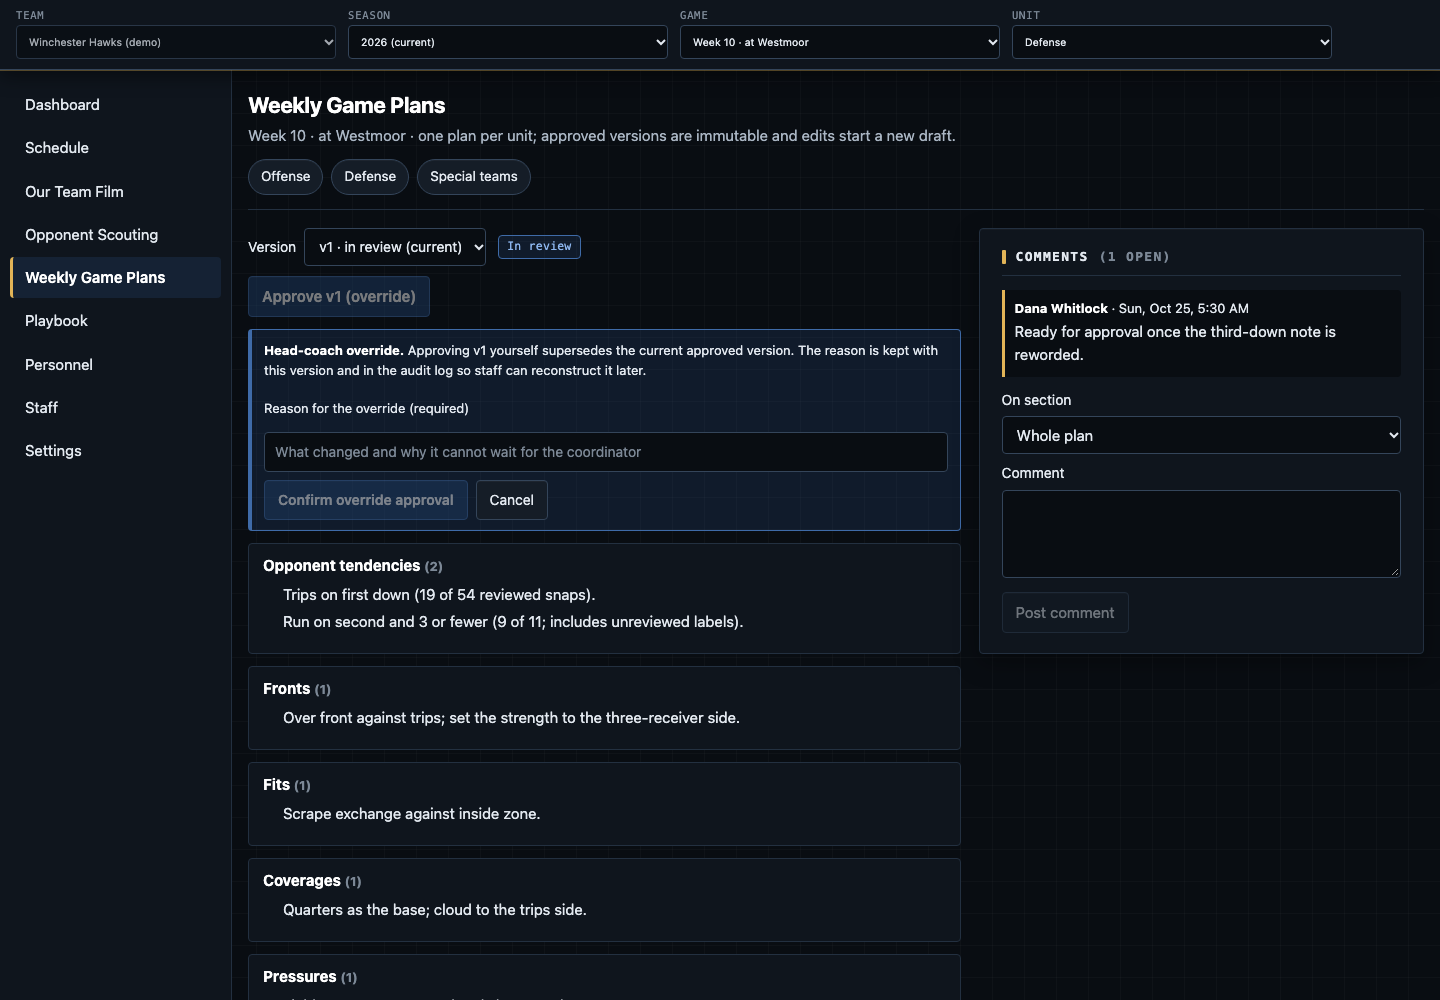 TEAM
SEASON
GAME
UNIT
Winchester Hawks (demo)
2026 (current)
Week 10 · at Westmoor
Defense
Dashboard
Schedule
Our Team Film
Opponent Scouting
Weekly Game Plans
Playbook
Personnel
Staff
Settings
Weekly Game Plans
Week 10 · at Westmoor · one plan per unit; approved versions are immutable and edits start a new draft.
Offense
Defense
Special teams
Version
v1 · in review (current)
In review
Approve v1 (override)
Head-coach override. Approving v1 yourself supersedes the current approved version. The reason is kept with
this version and in the audit log so staff can reconstruct it later.
Reason for the override (required)
What changed and why it cannot wait for the coordinator
Confirm override approval
Cancel
Opponent tendencies (2)
Trips on first down (19 of 54 reviewed snaps).
Run on second and 3 or fewer (9 of 11; includes unreviewed labels).
Fronts (1)
Over front against trips; set the strength to the three-receiver side.
Fits (1)
Scrape exchange against inside zone.
Coverages (1)
Quarters as the base; cloud to the trips side.
Pressures (1)
COMMENTS (1 OPEN)
Dana Whitlock · Sun, Oct 25, 5:30 AM
Ready for approval once the third-down note is
reworded.
On section
Whole plan
Comment
Post comment